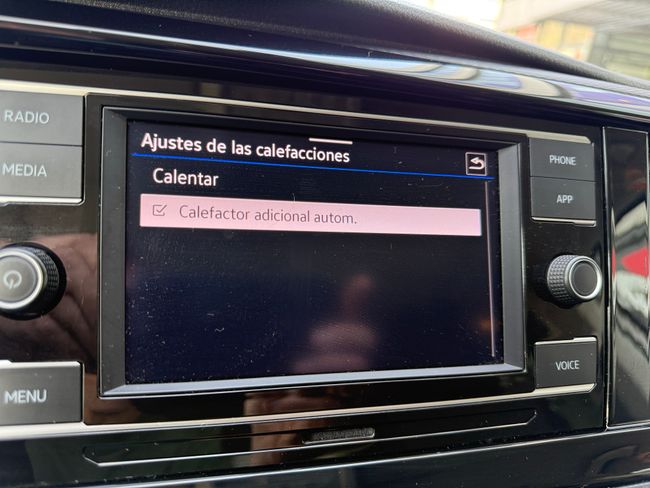 RADIO
MEDIA
MENU
Ajustes de las calefacciones
Calentar
Calefactor adicional autom.
PHONE
APP
VOICE